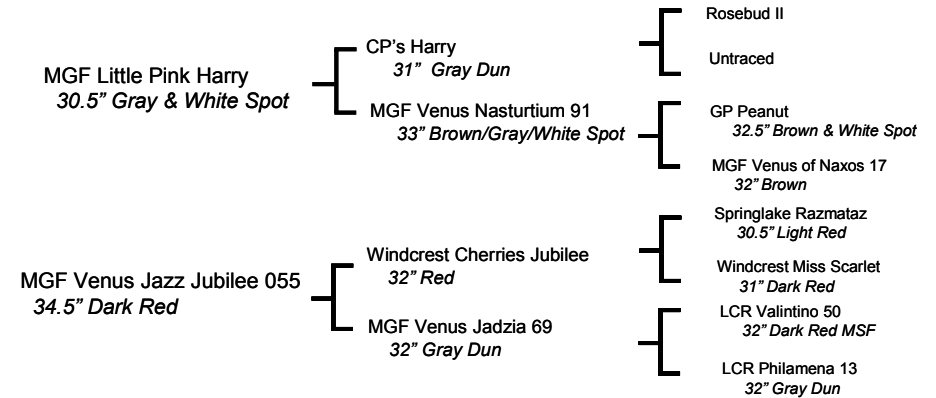 Rosebud II
CP's Harry
31" Gray Dun
Untraced
MGF Little Pink Harry
30.5" Gray & White Spot
MGF Venus Nasturtium 91
33" Brown/Gray/White Spot
GP Peanut
32.5" Brown & White Spot
MGF Venus of Naxos 17
32" Brown
Springlake Razmataz
30.5" Light Red
Windcrest Cherries Jubilee
32" Red
Windcrest Miss Scarlet
31" Dark Red
MGF Venus Jazz Jubilee 055
34.5" Dark Red
LCR Valintino 50
32" Dark Red MSF
MGF Venus Jadzia 69
32" Gray Dun
LCR Philamena 13
32" Gray Dun